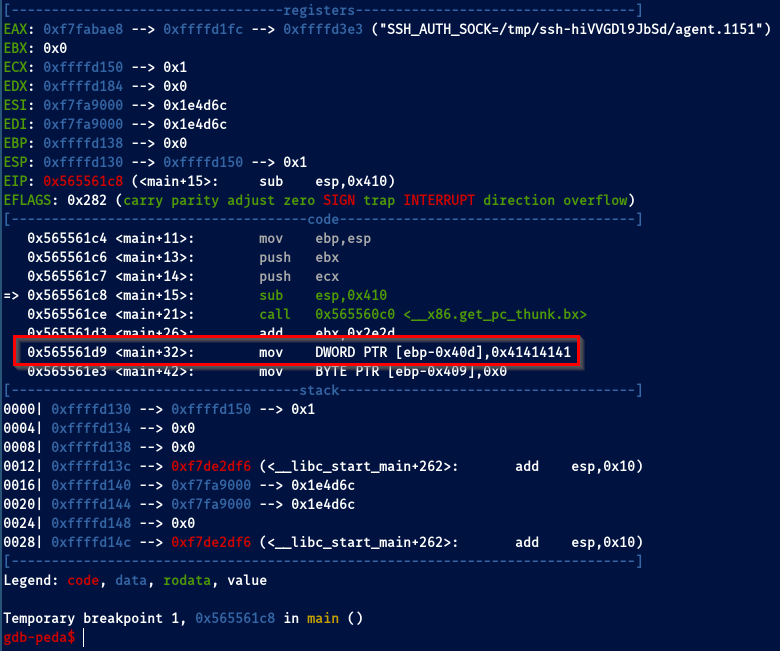 [----------------------------------registers-----------------------------------]
EAX: 0xf7fabae8 --> 0xffffd1fc --> 0xffffd3e3 ("SSH_AUTH_SOCK=/tmp/ssh-hiVVGDl9JbSd/agent.1151")
EBX: 0x0
ECX: 0xffffd150 --> 0x1
EDX: 0xffffd184 --> 0x0
ESI: 0xf7fa9000 --> 0x1e4d6c
EDI: 0xf7fa9000 --> 0x1e4d6c
EBP: 0xffffd138 --> 0x0
ESP: 0xffffd130 --> 0xffffd150 --> 0x1
EIP: 0x565561c8 (<main+15>: sub esp,0x410)
EFLAGS: 0x282 (carry parity adjust zero SIGN trap INTERRUPT direction overflow)
[-------------------------------------code-------------------------------------]
0x565561c4 <main+11>: mov ebp,esp
0x565561c6 <main+13>: push ebx
0x565561c7 <main+14>: push ecx
=> 0x565561c8 <main+15>: sub esp,0x410
0x565561ce <main+21>: call 0x565560c0 <__x86.get_pc_thunk.bx>
0x565561d3 <main+26>: add ebx,0x2e2d
0x565561d9 <main+32>: mov DWORD PTR [ebp-0x40d],0x41414141
0x565561e3 <main+42>: mov BYTE PTR [ebp-0x409],0x0
[------------------------------------stack-------------------------------------]
0000| 0xffffd130 --> 0xffffd150 --> 0x1
0004| 0xffffd134 --> 0x0
0008| 0xffffd138 --> 0x0
0012| 0xffffd13c --> 0xf7de2df6 (<__libc_start_main+262>: add esp,0x10)
0016| 0xffffd140 --> 0xf7fa9000 --> 0x1e4d6c
0020| 0xffffd144 --> 0xf7fa9000 --> 0x1e4d6c
0024| 0xffffd148 --> 0x0
0028| 0xffffd14c --> 0xf7de2df6 (<__libc_start_main+262>: add esp,0x10)
[------------------------------------------------------------------------------]
Legend: code, data, rodata, value
Temporary breakpoint 1, 0x565561c8 in main ()
gdb-peda$